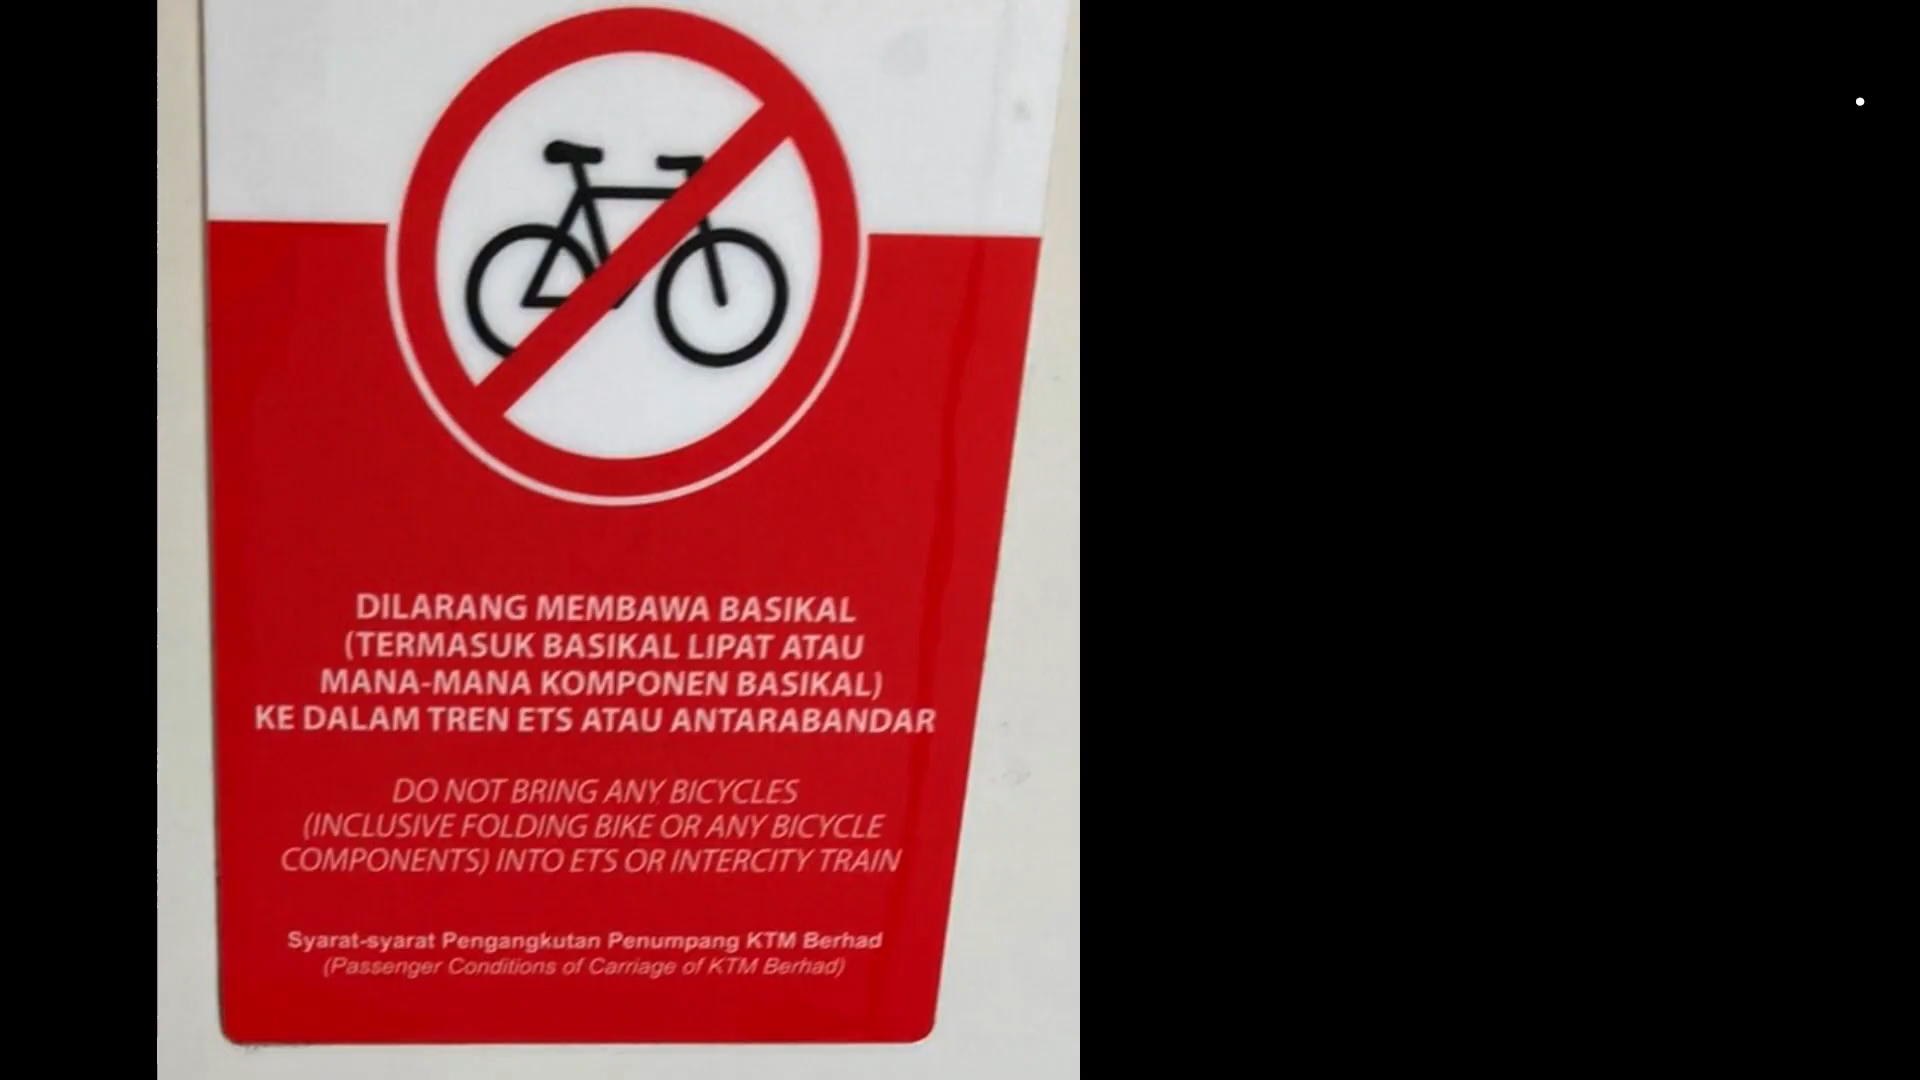 DILARANG MEMBAWA BASIKAL
(TERMASUK BASIKAL LIPAT ATAU
MANA-MANA KOMPONEN BASIKAL)
KE DALAM TREN ETS ATAU ANTARABANDAR
DO NOT BRING ANY BICYCLES
(INCLUSIVE FOLDING BIKE OR ANY BICYCLE
COMPONENTS) INTO ETS OR INTERCITY TRAIN
Syarat-syarat Pengangkutan Penumpang KTM Berhad
(Passenger Conditions of Carriage of KTM Berhad)